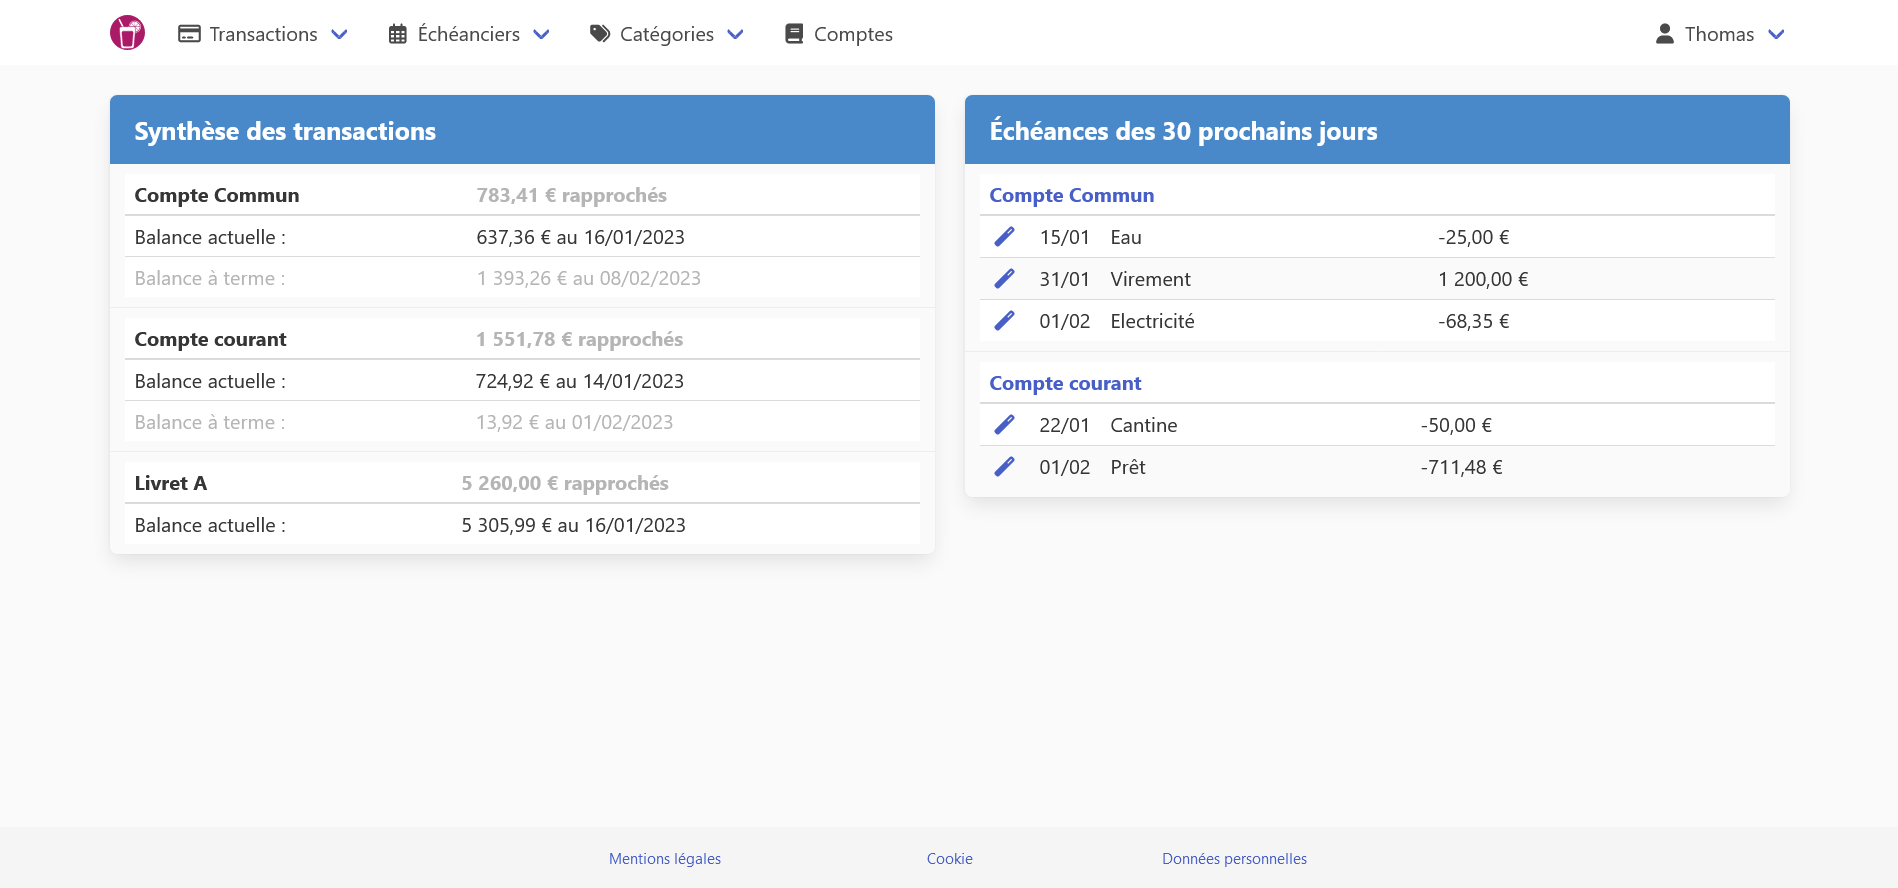 Transactions Échéanciers Catégories Comptes Thomas
Synthèse des transactions
Compte Commun 783,41 € rapprochés
Balance actuelle : 637,36 € au 16/01/2023
Balance à terme : 1 393,26 € au 08/02/2023
Compte courant 1 551,78 € rapprochés
Balance actuelle : 724,92 € au 14/01/2023
Balance à terme : 13,92 € au 01/02/2023
Livret A 5 260,00 € rapprochés
Balance actuelle : 5 305,99 € au 16/01/2023
Échéances des 30 prochains jours
Compte Commun
15/01 Eau -25,00 €
31/01 Virement 1 200,00 €
01/02 Electricité -68,35 €
Compte courant
22/01 Cantine -50,00 €
01/02 Prêt -711,48 €
Mentions légales Cookie Données personnelles